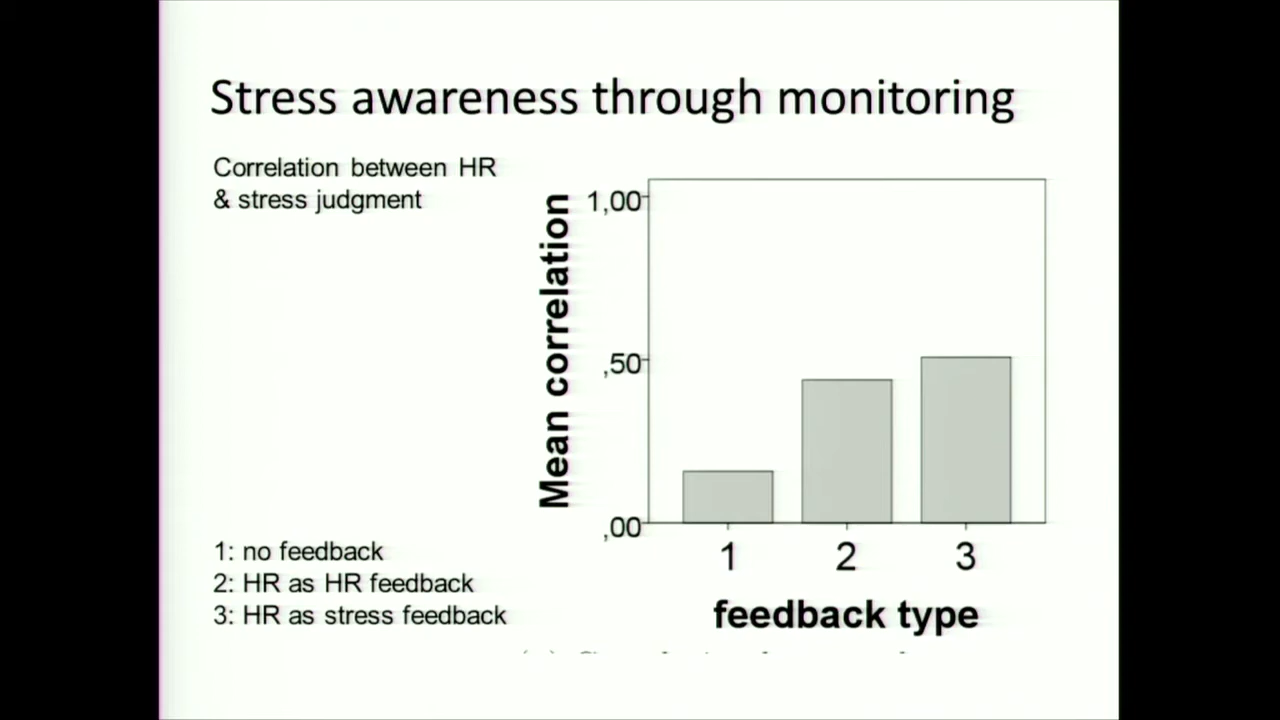 Stress awareness through monitoring
Correlation between HR
& stress judgment
Mean correlation
1,00
,50
,00
1 2 3
feedback type
1: no feedback
2: HR as HR feedback
3: HR as stress feedback